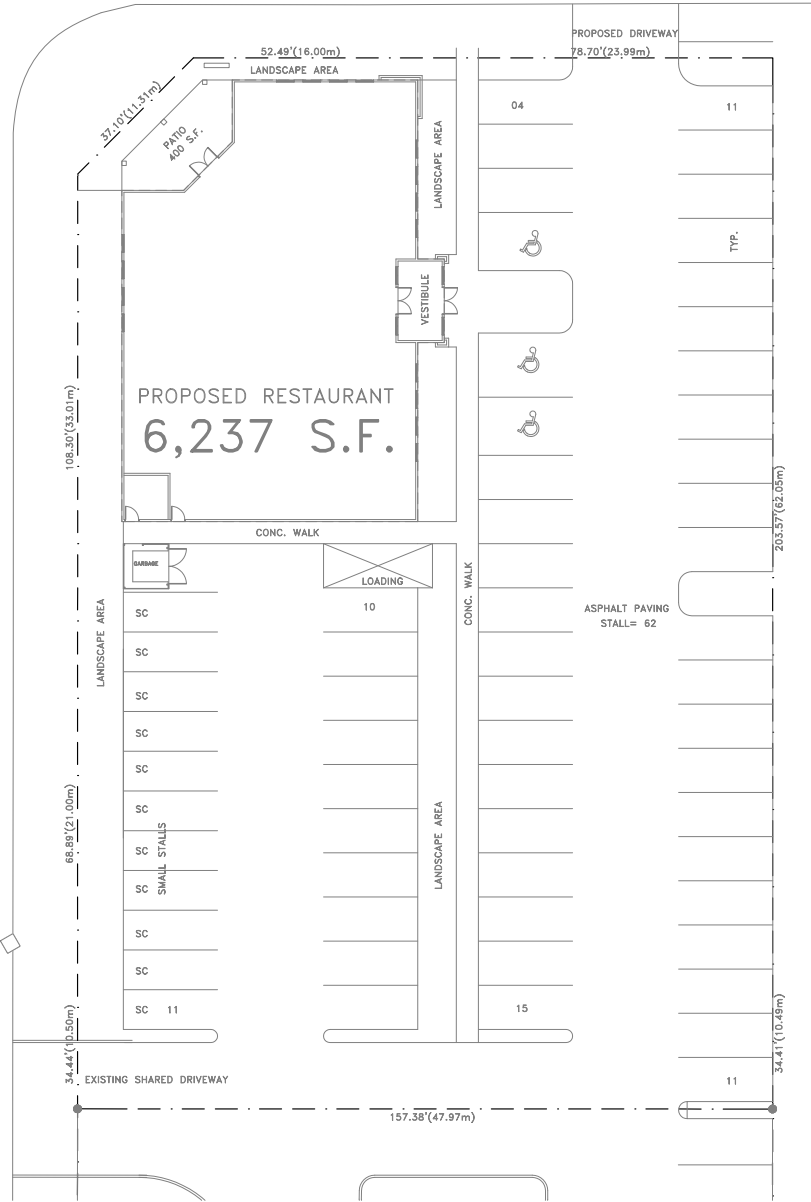 PROPOSED DRIVEWAY
52.49'(16.00m)
78.70'(23.99m)
LANDSCAPE AREA
37.10'(11.31m)
PATIO
400 S.F.
LANDSCAPE AREA
04
11
TYP.
VESTIBULE
PROPOSED RESTAURANT
6,237 S.F.
108.30'(33.01m)
203.57'(62.05m)
CONC. WALK
GARBAGE
LOADING
CONC. WALK
10
ASPHALT PAVING
STALL= 62
LANDSCAPE AREA
SC
SC
SC
SC
SC
SC
SC
SC
SC
SC
SC 11
SMALL STALLS
68.89'(21.00m)
LANDSCAPE AREA
15
34.44'(10.50m)
34.41'(10.49m)
EXISTING SHARED DRIVEWAY
11
157.38'(47.97m)